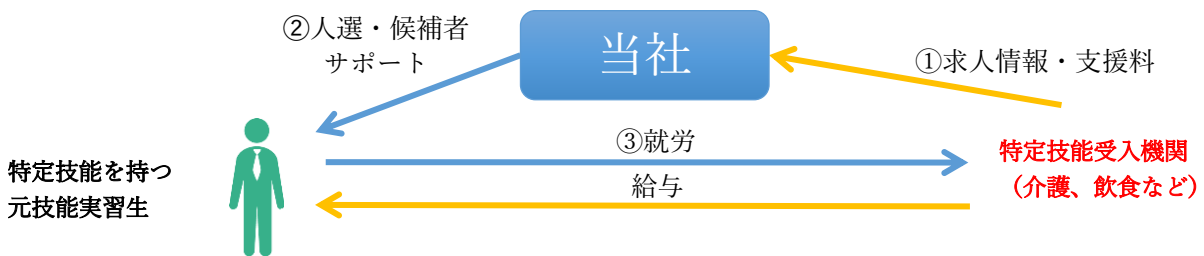 ②人選・候補者
サポート
当社
①求人情報・支援料
③就労
給与
特定技能を持つ
元技能実習生
特定技能受入機関
（介護、飲食など）